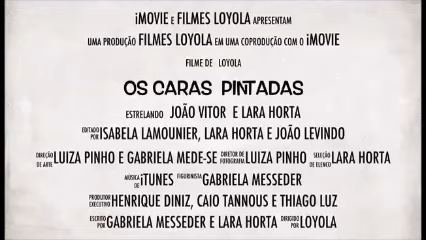 iMOVIE E FILMES LOYOLA APRESENTAM
UMA PRODUÇÃO FILMES LOYOLA EM UMA COPRODUÇÃO COM O iMOVIE
FILME DE LOYOLA
OS CARAS PINTADAS
ESTRELANDO JOÃO VITOR E LARA HORTA
EDITADO POR ISABELA LAMOUNIER, LARA HORTA E JOÃO LEVINDO
DIREÇÃO DE ARTE LUIZA PINHO E GABRIELA MEDE-SE DIRETOR DE FOTOGRAFIA LUIZA PINHO SELEÇÃO DE ELENCO LARA HORTA
MÚSICA DE iTUNES FIGURINISTA GABRIELA MESSEDER
PRODUTOR EXECUTIVO HENRIQUE DINIZ, CAIO TANNOUS E THIAGO LUZ
ESCRITO POR GABRIELA MESSEDER E LARA HORTA DIRIGIDO POR LOYOLA